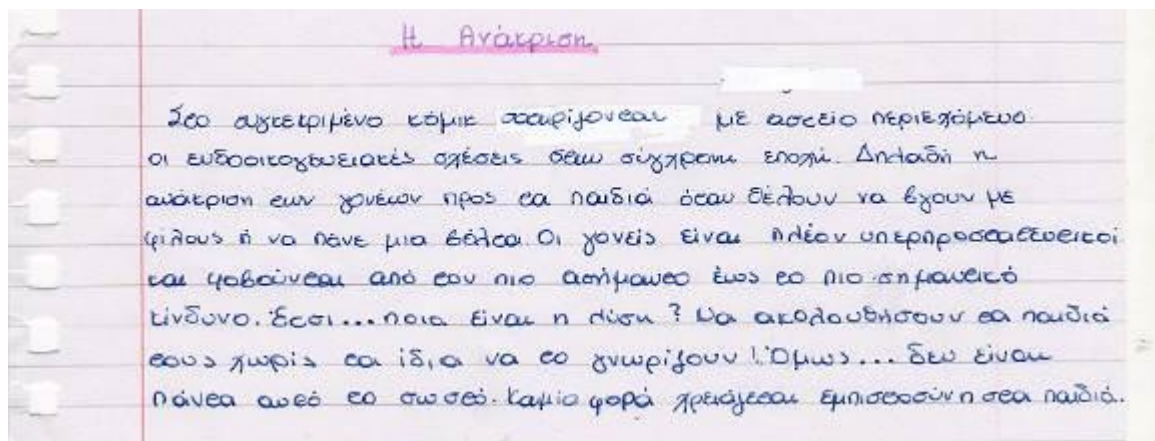 Η Ανάκριση
Στο συγκεκριμένο κόμικ σατιρίζονται με αστείο περιεχόμενο
οι ενδοοικογενειακές σχέσεις στην σύγχρονη εποχή. Δηλαδή η
ανάκριση των γονέων προς τα παιδιά όταν θέλουν να βγουν με
φίλους ή να πάνε μια βόλτα. Οι γονείς είναι πλέον υπερπροστατευτικοί
και φοβούνται από τον πιο ασήμαντο έως το πιο σημαντικό
κίνδυνο. Έτσι... ποια είναι η λύση? Να ακολουθήσουν τα παιδιά
τους χωρίς τα ίδια να το γνωρίζουν! Όμως... δεν είναι
πάντα αυτό το σωστό. Καμία φορά χρειάζεται εμπιστοσύνη στα παιδιά.